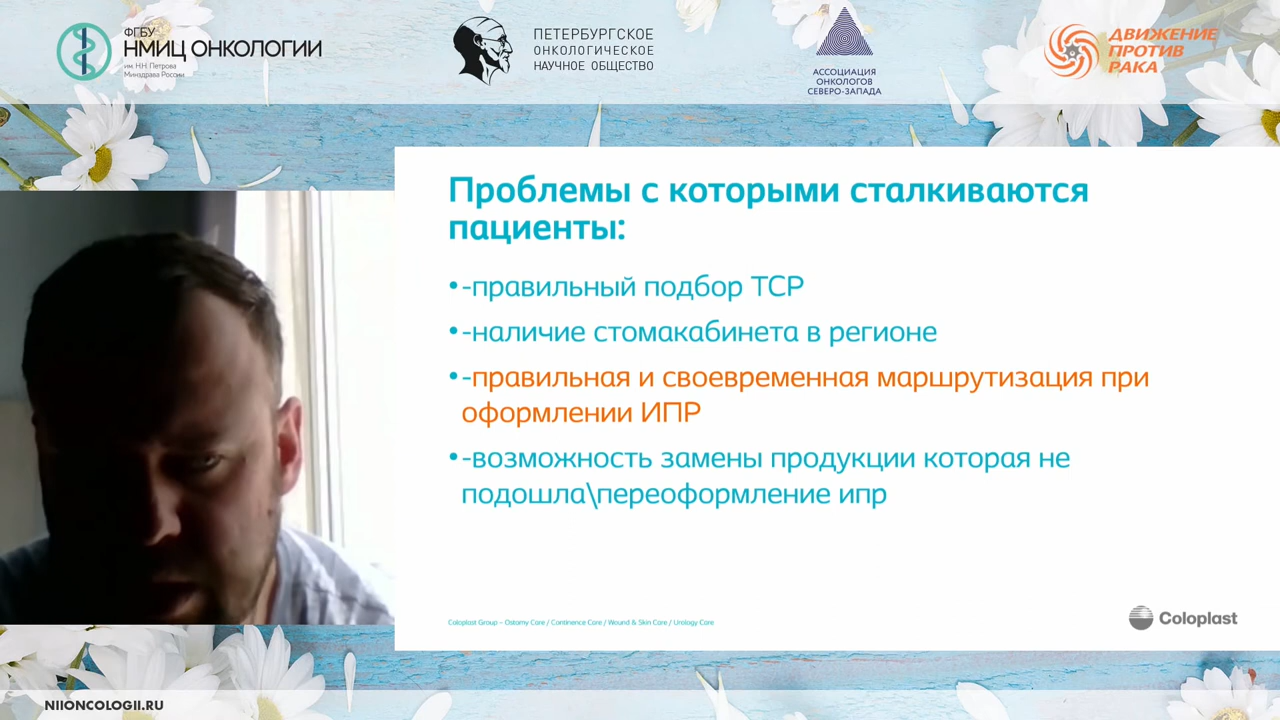 ФГБУ
НМИЦ ОНКОЛОГИИ
им. Н.Н. Петрова
Минздрава России
ПЕТЕРБУРГСКОЕ
ОНКОЛОГИЧЕСКОЕ
НАУЧНОЕ ОБЩЕСТВО
АССОЦИАЦИЯ
ОНКОЛОГОВ
СЕВЕРО-ЗАПАДА
ДВИЖЕНИЕ
ПРОТИВ
РАКА
Проблемы с которыми сталкиваются
пациенты:
•-правильный подбор ТСР
•-наличие стомакабинета в регионе
•-правильная и своевременная маршрутизация при
оформлении ИПР
•-возможность замены продукции которая не
подошла\переоформление ипр
Coloplast Group – Ostomy Care / Continence Care / Wound & Skin Care / Urology Care
Coloplast
NIIONCOLOGII.RU